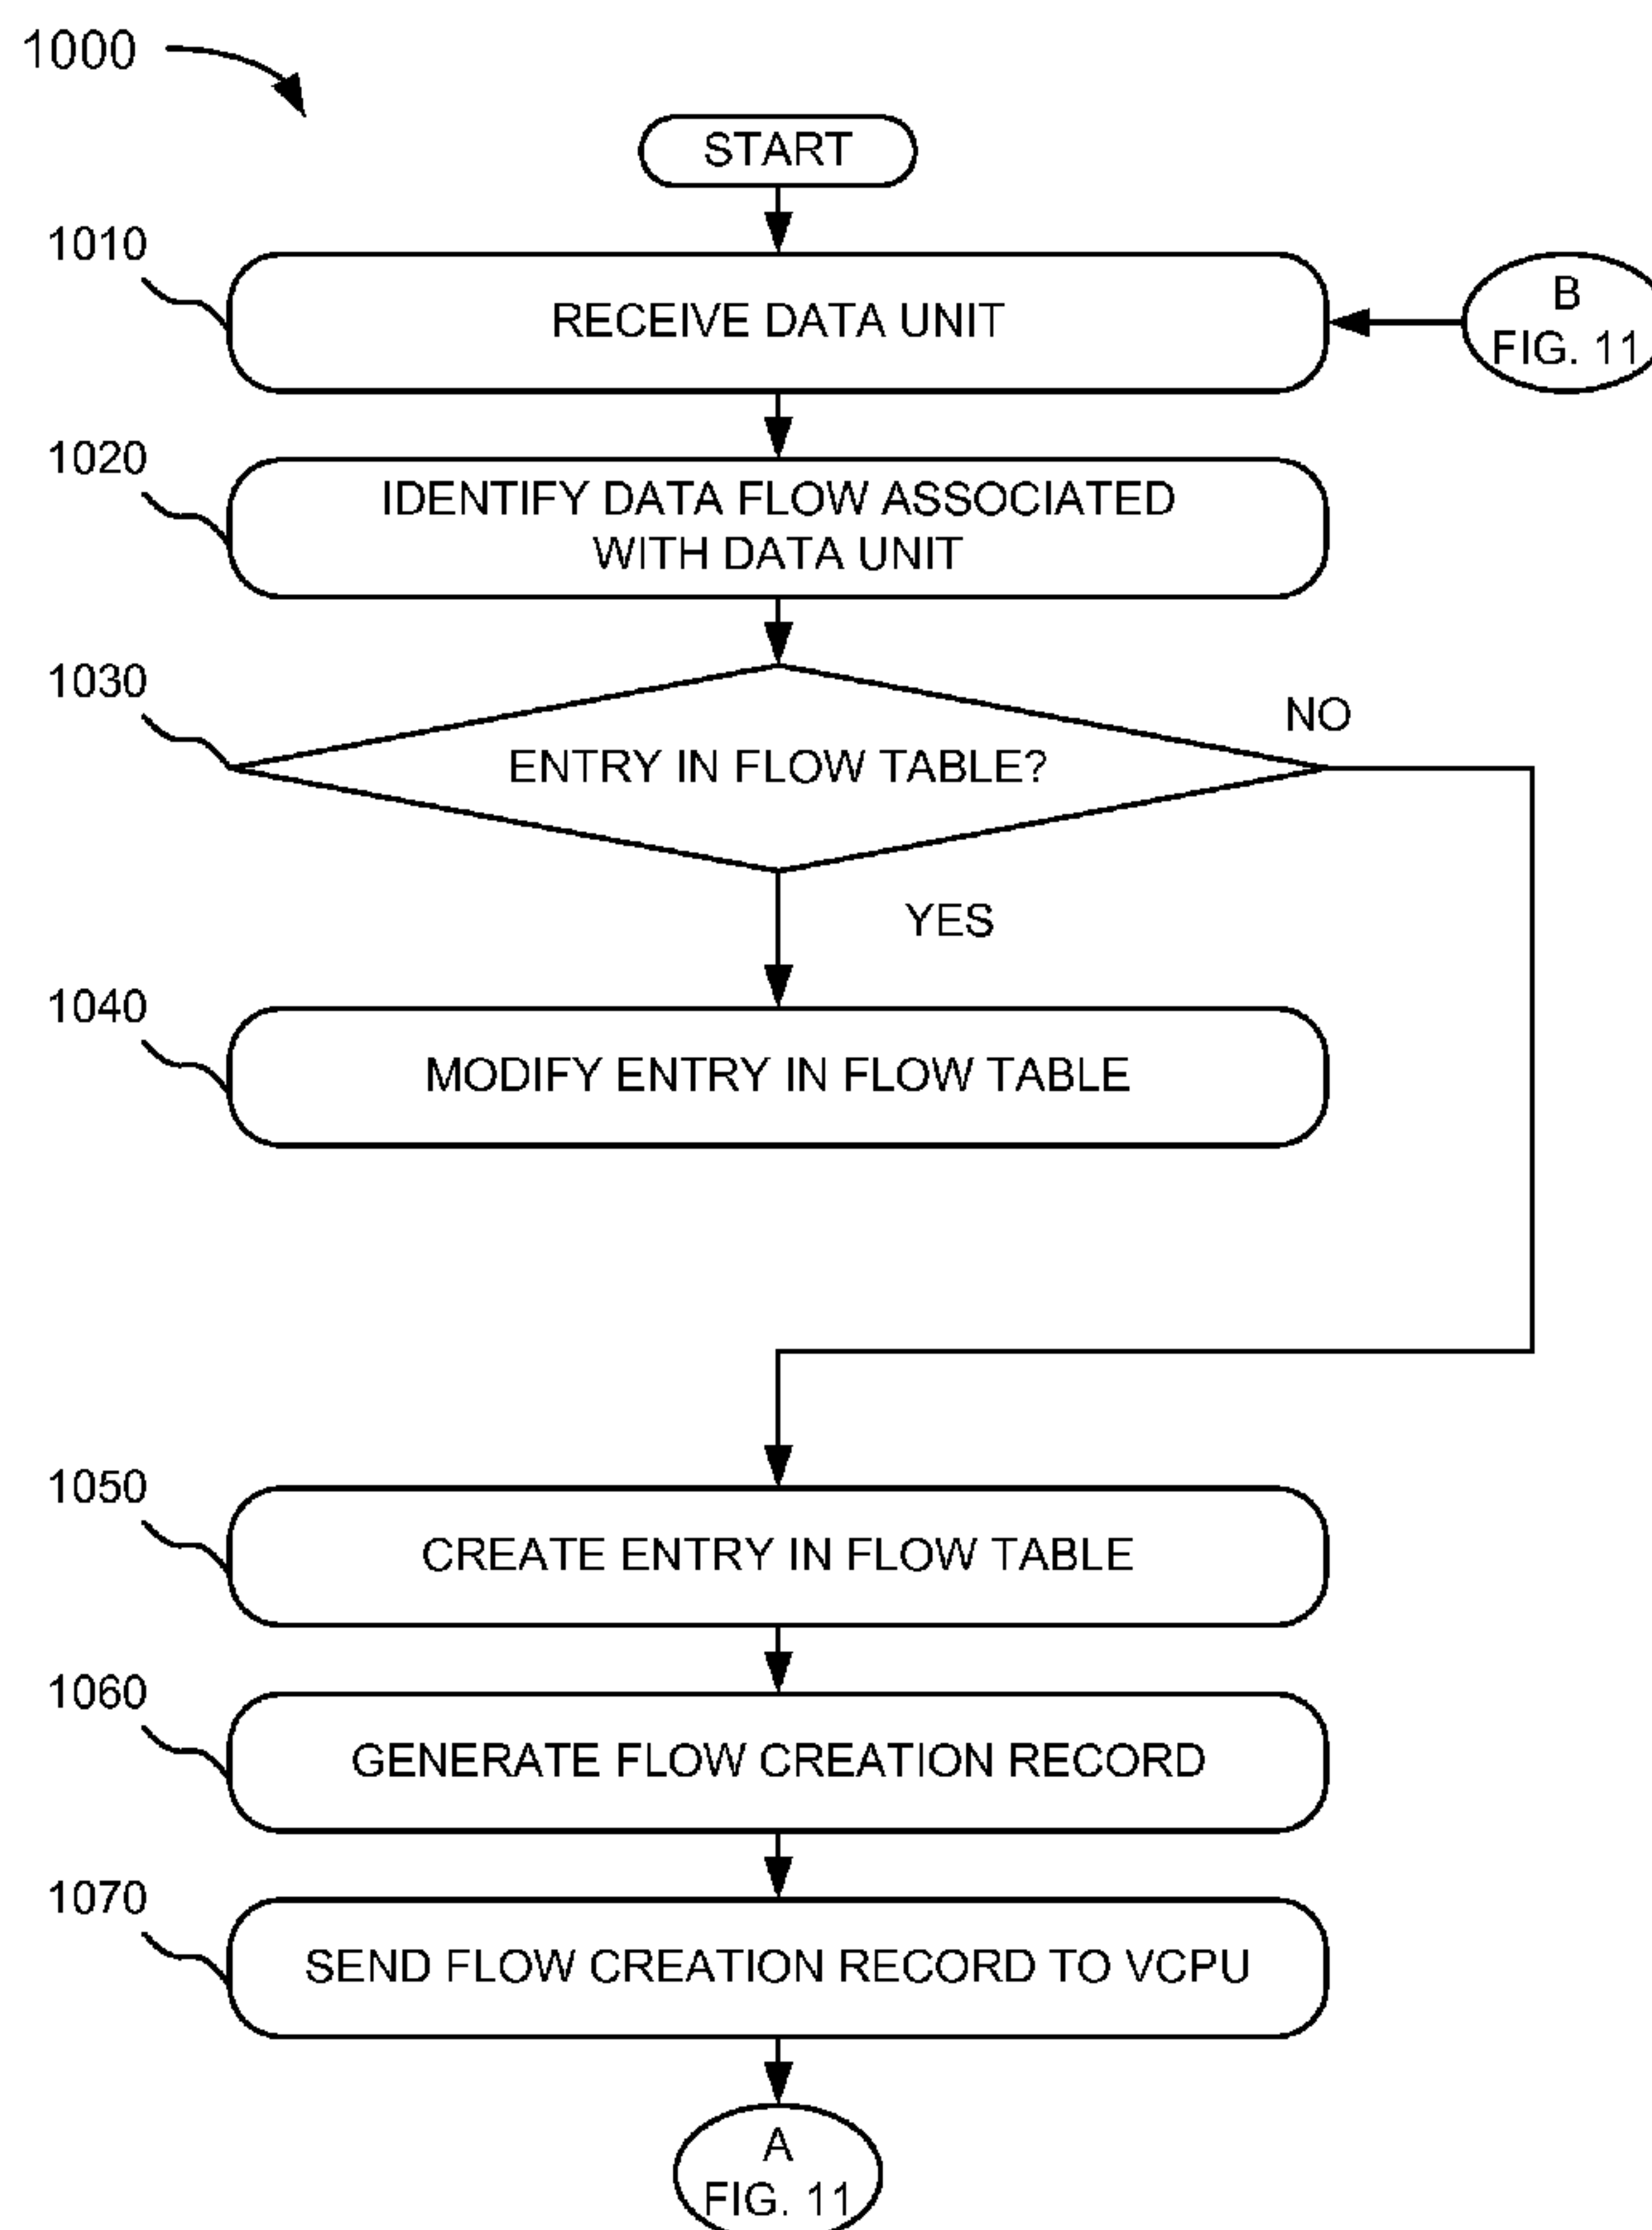 1000
START
1010
RECEIVE DATA UNIT
B
FIG. 11
1020
IDENTIFY DATA FLOW ASSOCIATED
WITH DATA UNIT
1030
NO
ENTRY IN FLOW TABLE?
YES
1040
MODIFY ENTRY IN FLOW TABLE
1050
CREATE ENTRY IN FLOW TABLE
1060
GENERATE FLOW CREATION RECORD
1070
SEND FLOW CREATION RECORD TO VCPU
A
FIG. 11